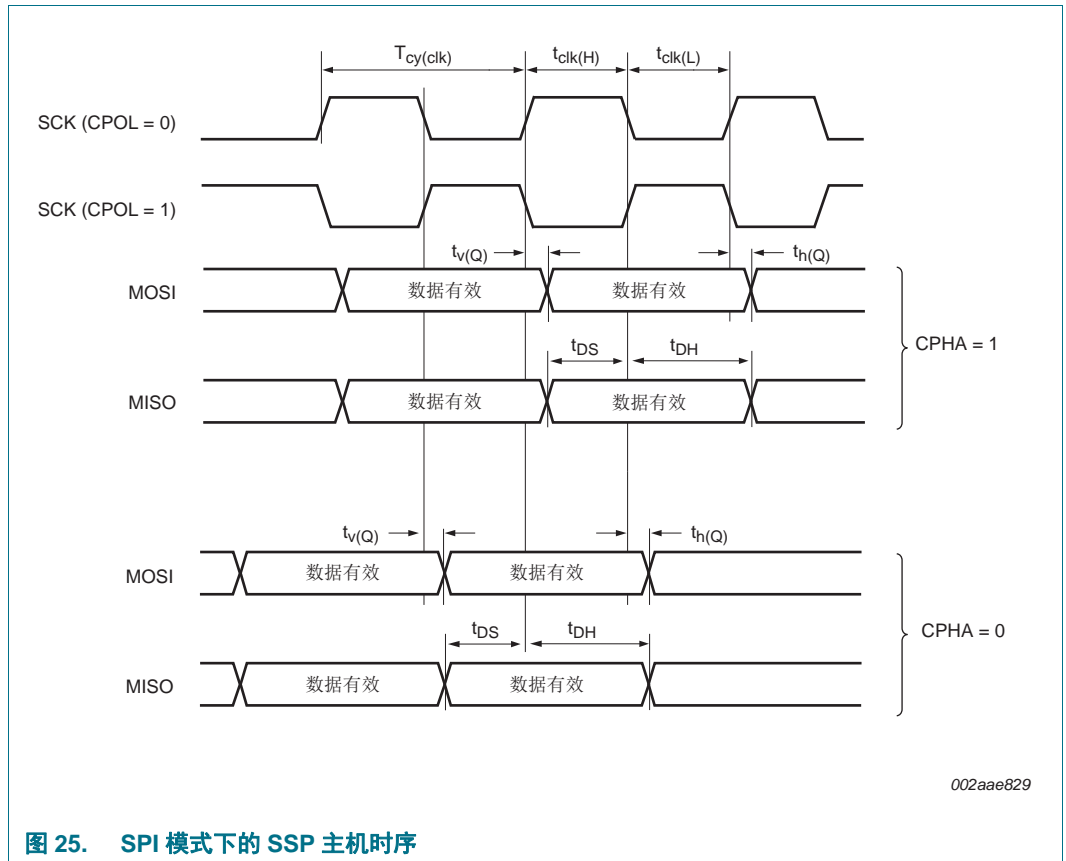 Tcy(clk) tclk(H) tclk(L)
SCK (CPOL = 0)
SCK (CPOL = 1)
tv(Q) th(Q)
MOSI 数据有效 数据有效
CPHA = 1
tDS tDH
MISO 数据有效 数据有效
tv(Q) th(Q)
MOSI 数据有效 数据有效
CPHA = 0
tDS tDH
MISO 数据有效 数据有效
002aae829
图 25. SPI 模式下的 SSP 主机时序